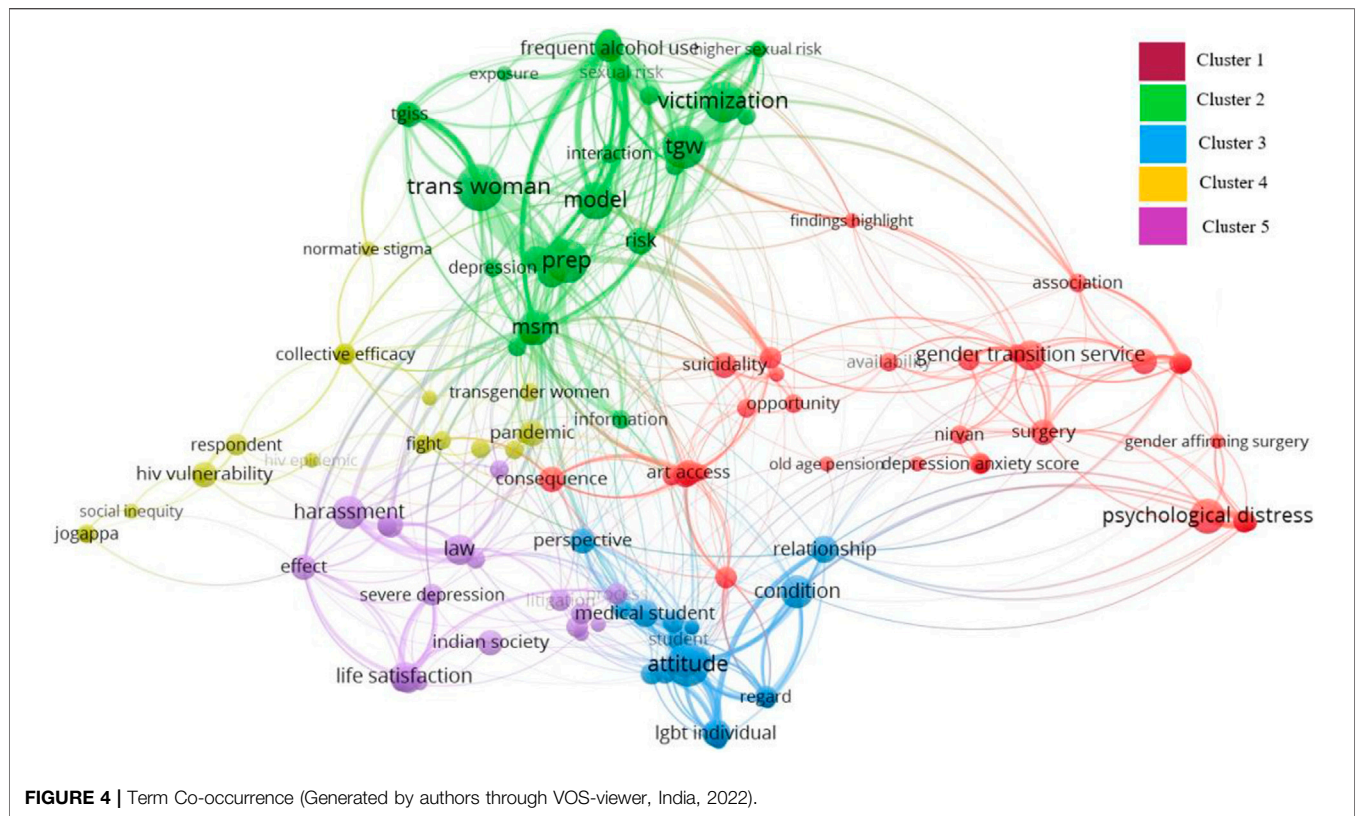 frequent alcohol use
higher sexual risk
exposure
sexual risk
victimization
tgiss
tgw
interaction
trans woman
model
findings highlight
risk
normative stigma
depression
prep
association
msm
collective efficacy
suicidality
availability
gender transition service
transgender women
opportunity
information
respondent
fight
pandemic
nirvan
surgery
gender affirming surgery
hiv vulnerability
hiv epidemic
consequence
art access
old age pension
depression anxiety score
social inequity
harassment
psychological distress
jogappa
law
perspective
relationship
effect
severe depression
litigation
process
condition
medical student
indian society
student
attitude
life satisfaction
regard
lgbt individual
Cluster 1
Cluster 2
Cluster 3
Cluster 4
Cluster 5
FIGURE 4 | Term Co-occurrence (Generated by authors through VOS-viewer, India, 2022).